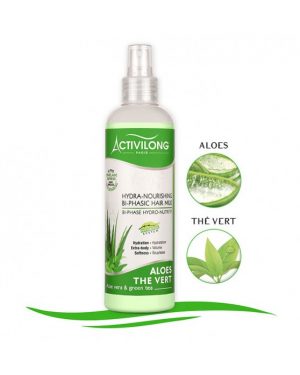 ACTIVILONG
PARIS
HYDRA-NOURISHING
BI-PHASIC HAIR MILK
BI-PHASE HYDRO-NUTRITIF
Hydration • Hydratation
Extra-body • Volume
Softness • Douceur
ALOES
THE VERT
Aloe vera & green tea
ALOES
THÉ VERT